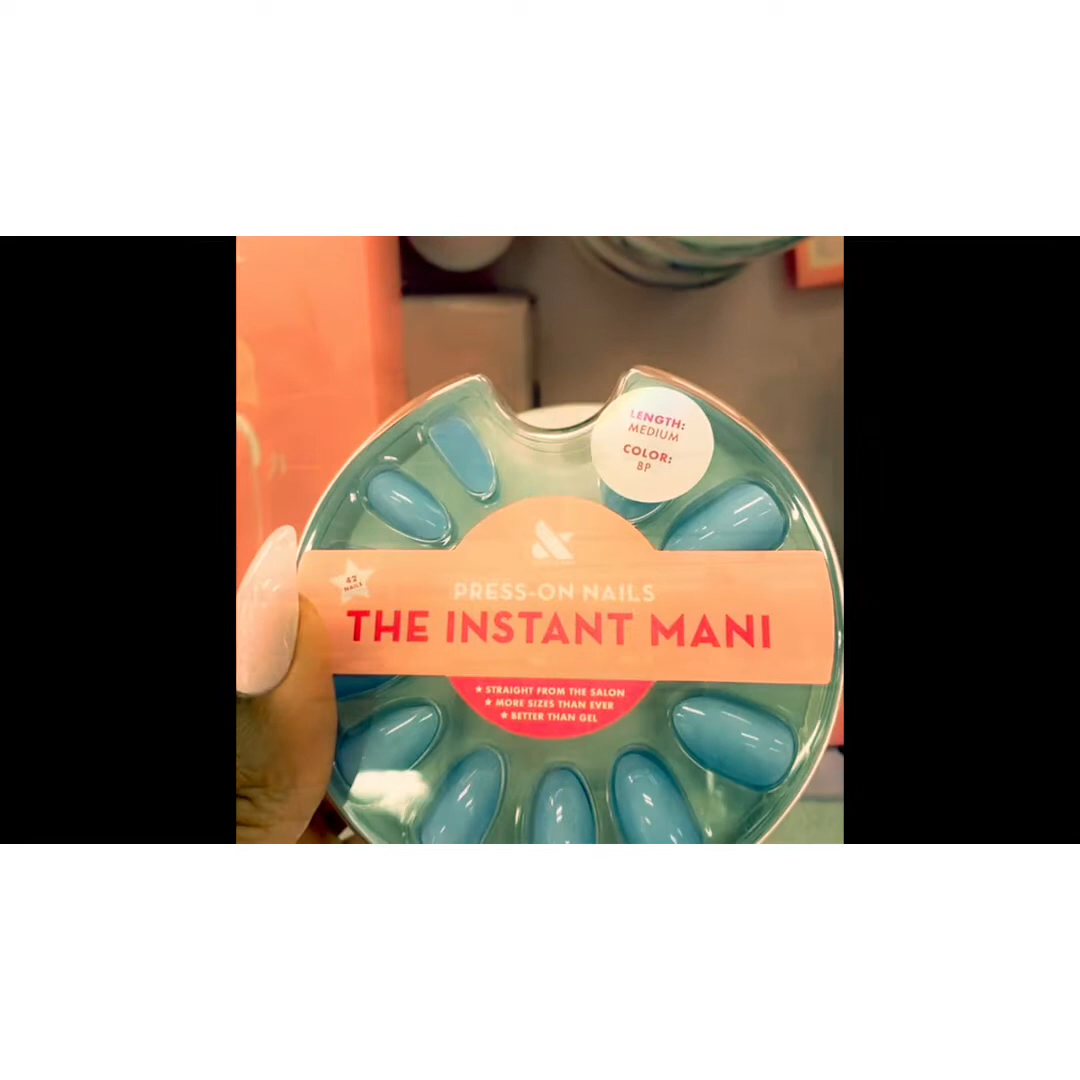 LENGTH:
MEDIUM
COLOR:
BP
&
42
NAILS
PRESS-ON NAILS
THE INSTANT MANI
★ STRAIGHT FROM THE SALON
★ MORE SIZES THAN EVER
★ BETTER THAN GEL